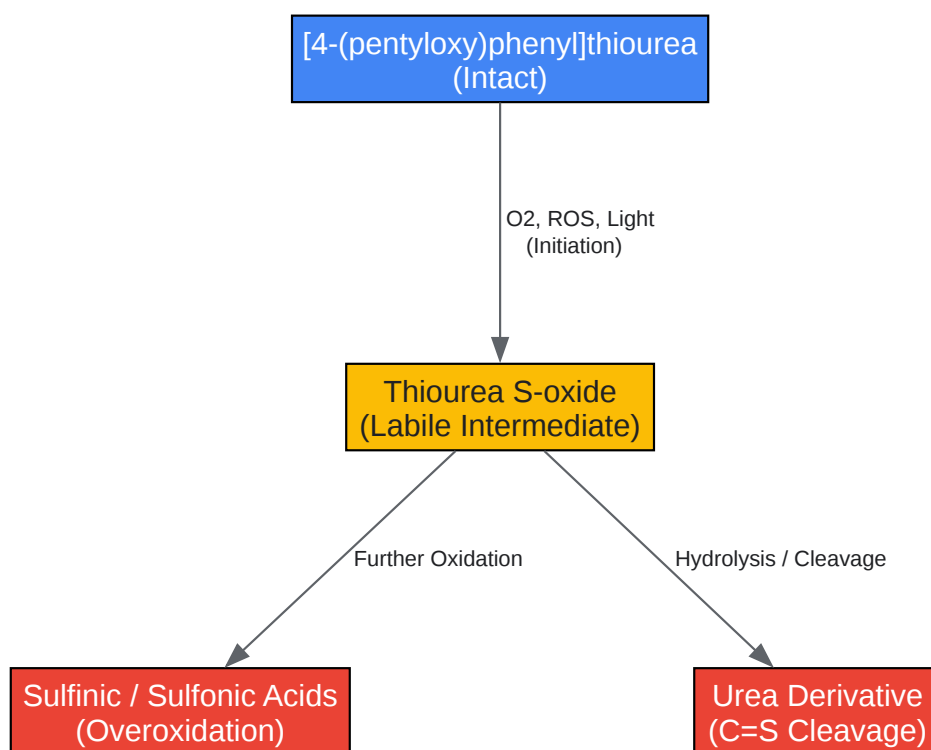 [4-(pentyloxy)phenyl]thiourea
(Intact)
O2, ROS, Light
(Initiation)
Thiourea S-oxide
(Labile Intermediate)
Further Oxidation
Hydrolysis / Cleavage
Sulfinic / Sulfonic Acids
(Overoxidation)
Urea Derivative
(C=S Cleavage)